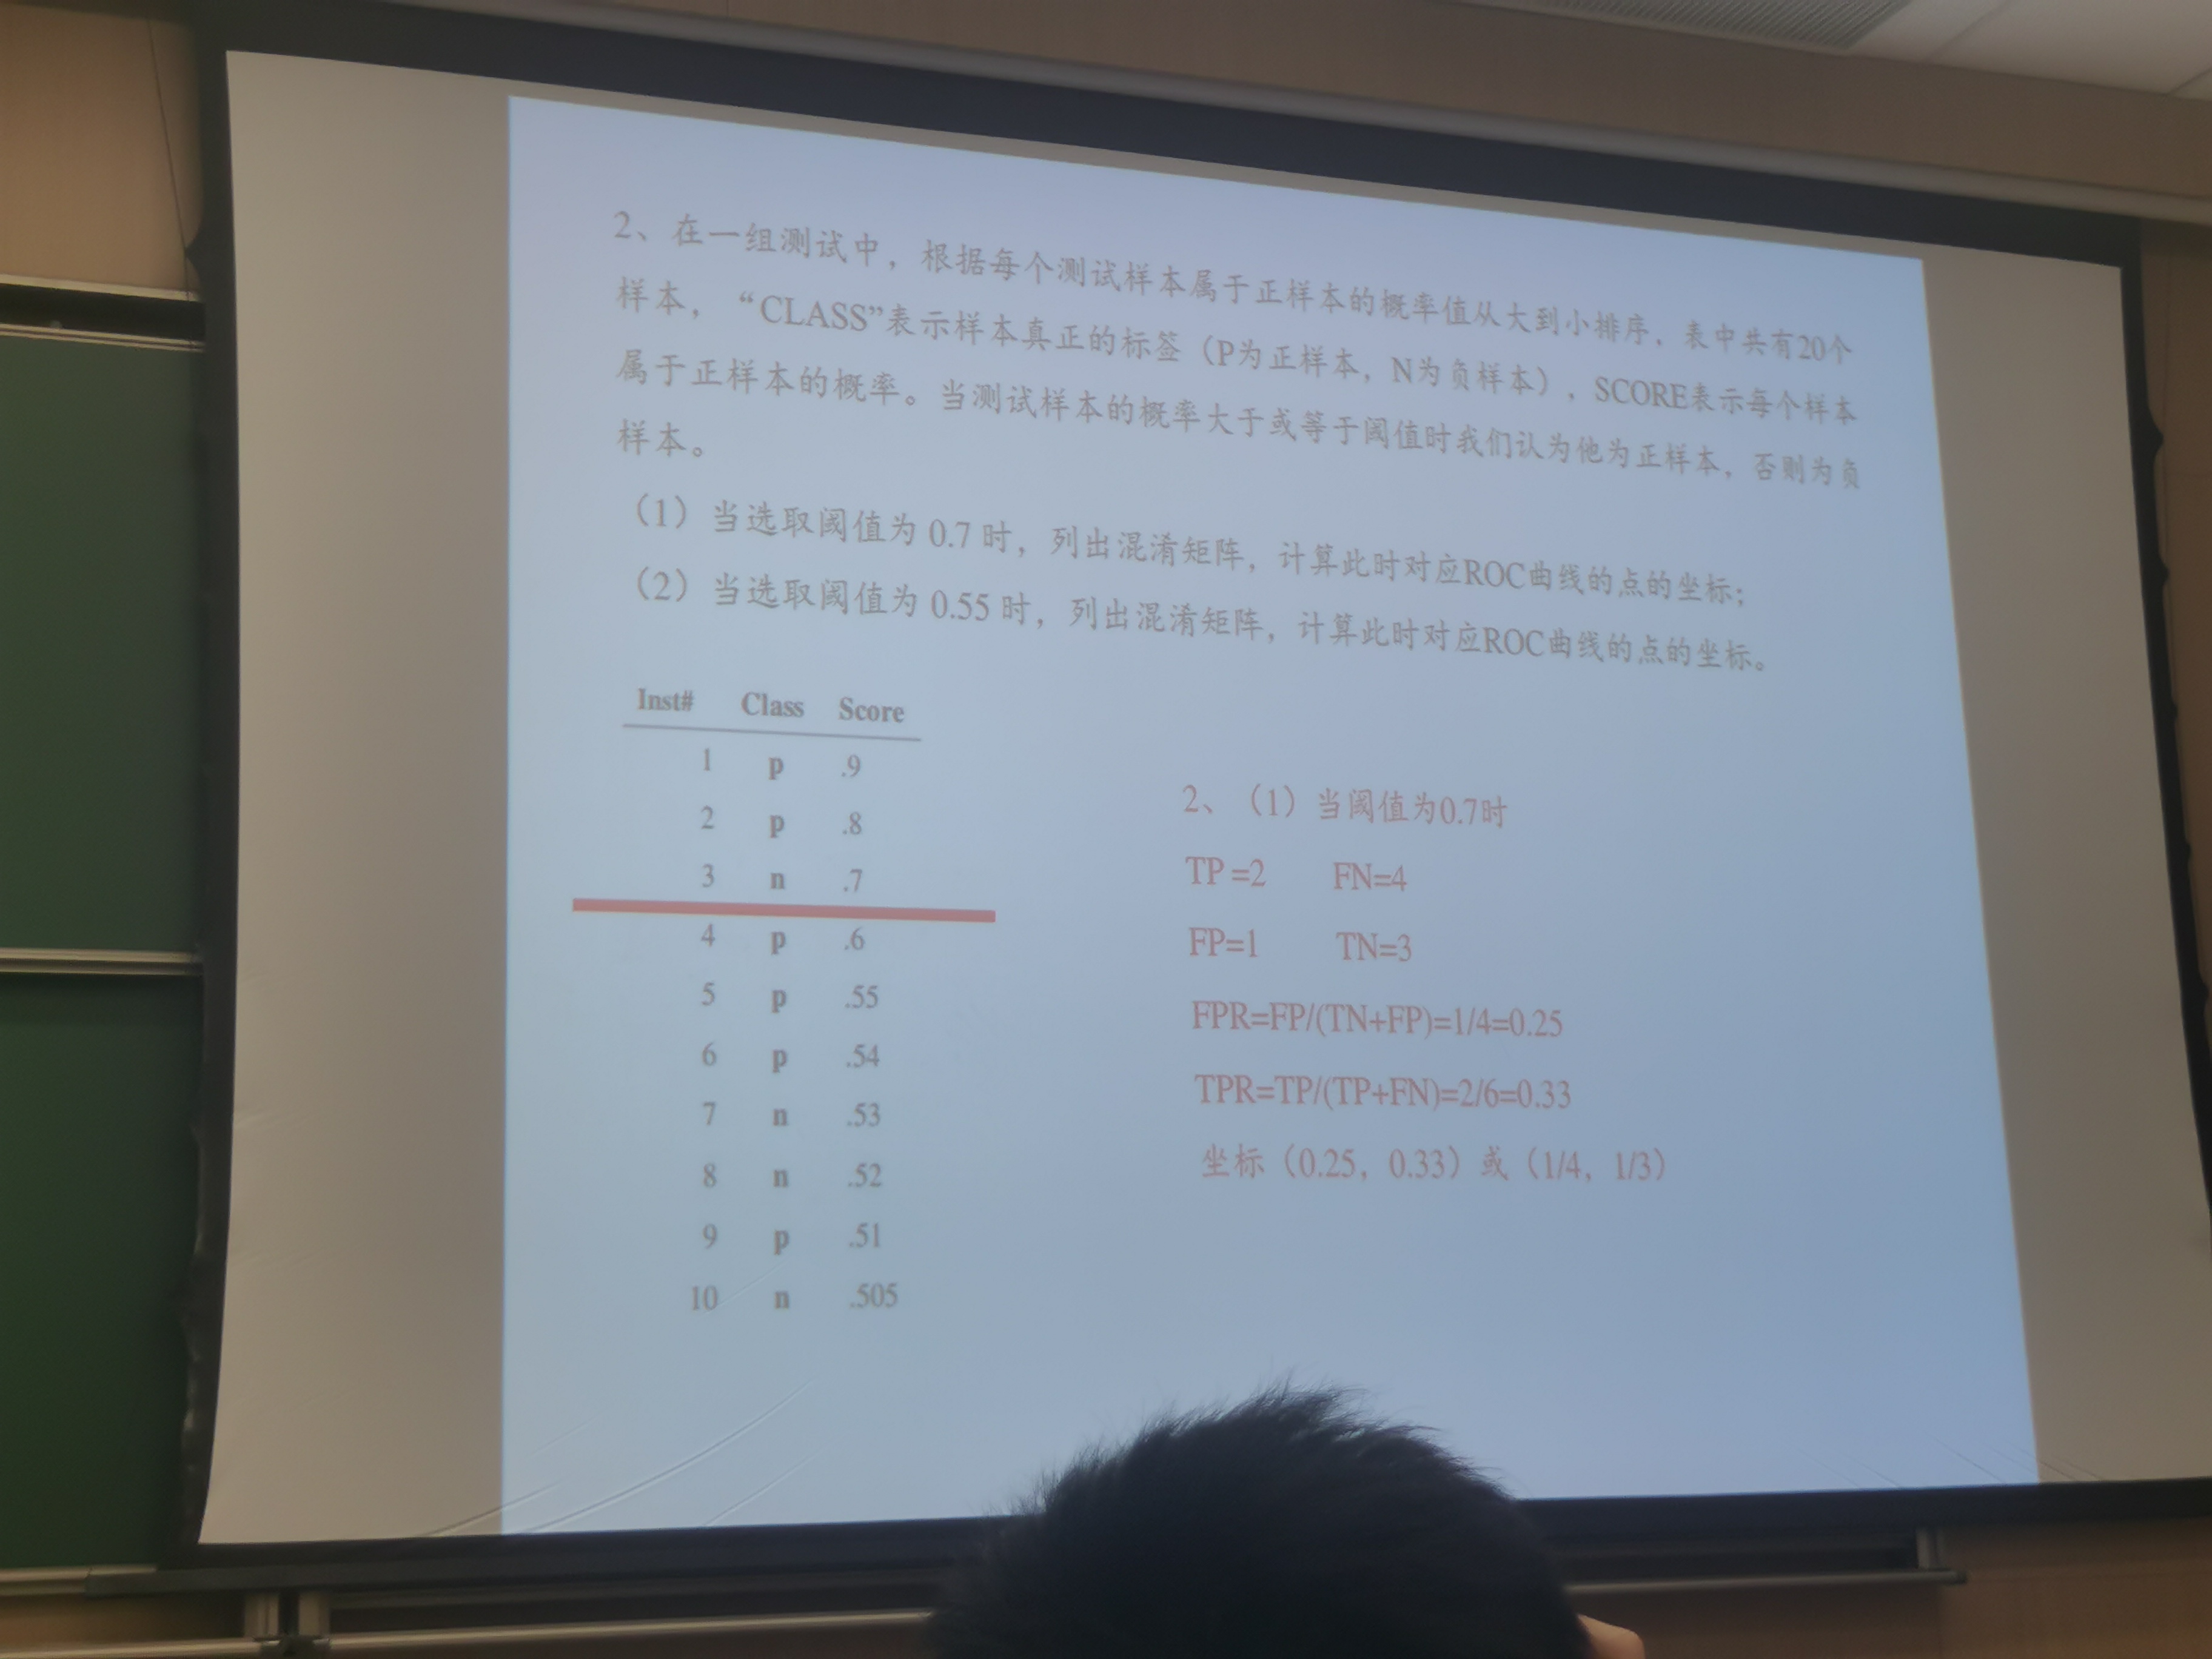 2、在一组测试中，根据每个测试样本属于正样本的概率值从大到小排序，表中共有20个
样本，“CLASS”表示样本真正的标签（P为正样本，N为负样本），SCORE表示每个样本
属于正样本的概率。当测试样本的概率大于或等于阈值时我们认为他为正样本，否则为负
样本。
（1）当选取阈值为 0.7 时，列出混淆矩阵，计算此时对应ROC曲线的点的坐标；
（2）当选取阈值为 0.55 时，列出混淆矩阵，计算此时对应ROC曲线的点的坐标。
Inst# Class Score
1 p .9
2 p .8
3 n .7
4 p .6
5 p .55
6 p .54
7 n .53
8 n .52
9 p .51
10 n .505
2、（1）当阈值为0.7时
TP =2 FN=4
FP=1 TN=3
FPR=FP/(TN+FP)=1/4=0.25
TPR=TP/(TP+FN)=2/6=0.33
坐标（0.25，0.33）或（1/4，1/3）